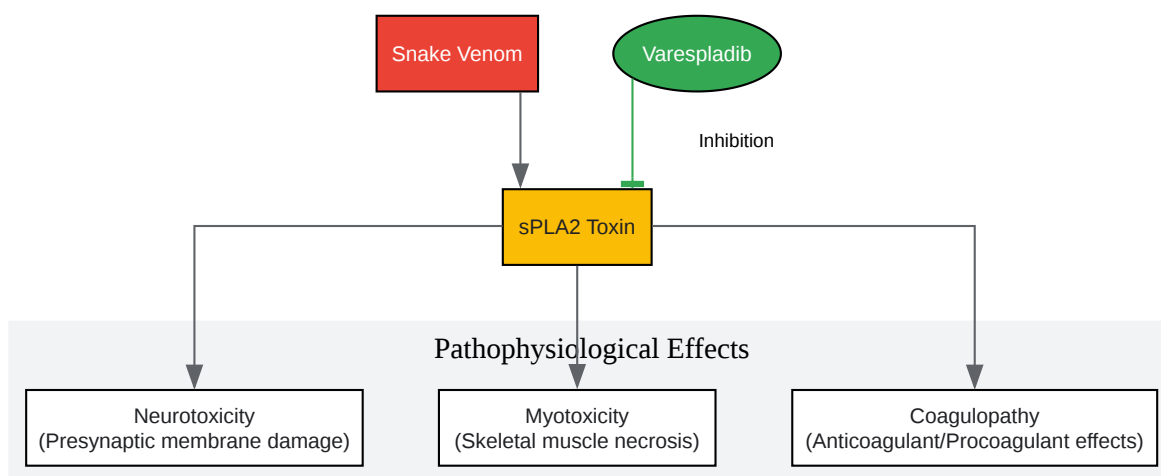 Snake Venom
Varespladib
Inhibition
sPLA2 Toxin
Pathophysiological Effects
Neurotoxicity
(Presynaptic membrane damage)
Myotoxicity
(Skeletal muscle necrosis)
Coagulopathy
(Anticoagulant/Procoagulant effects)